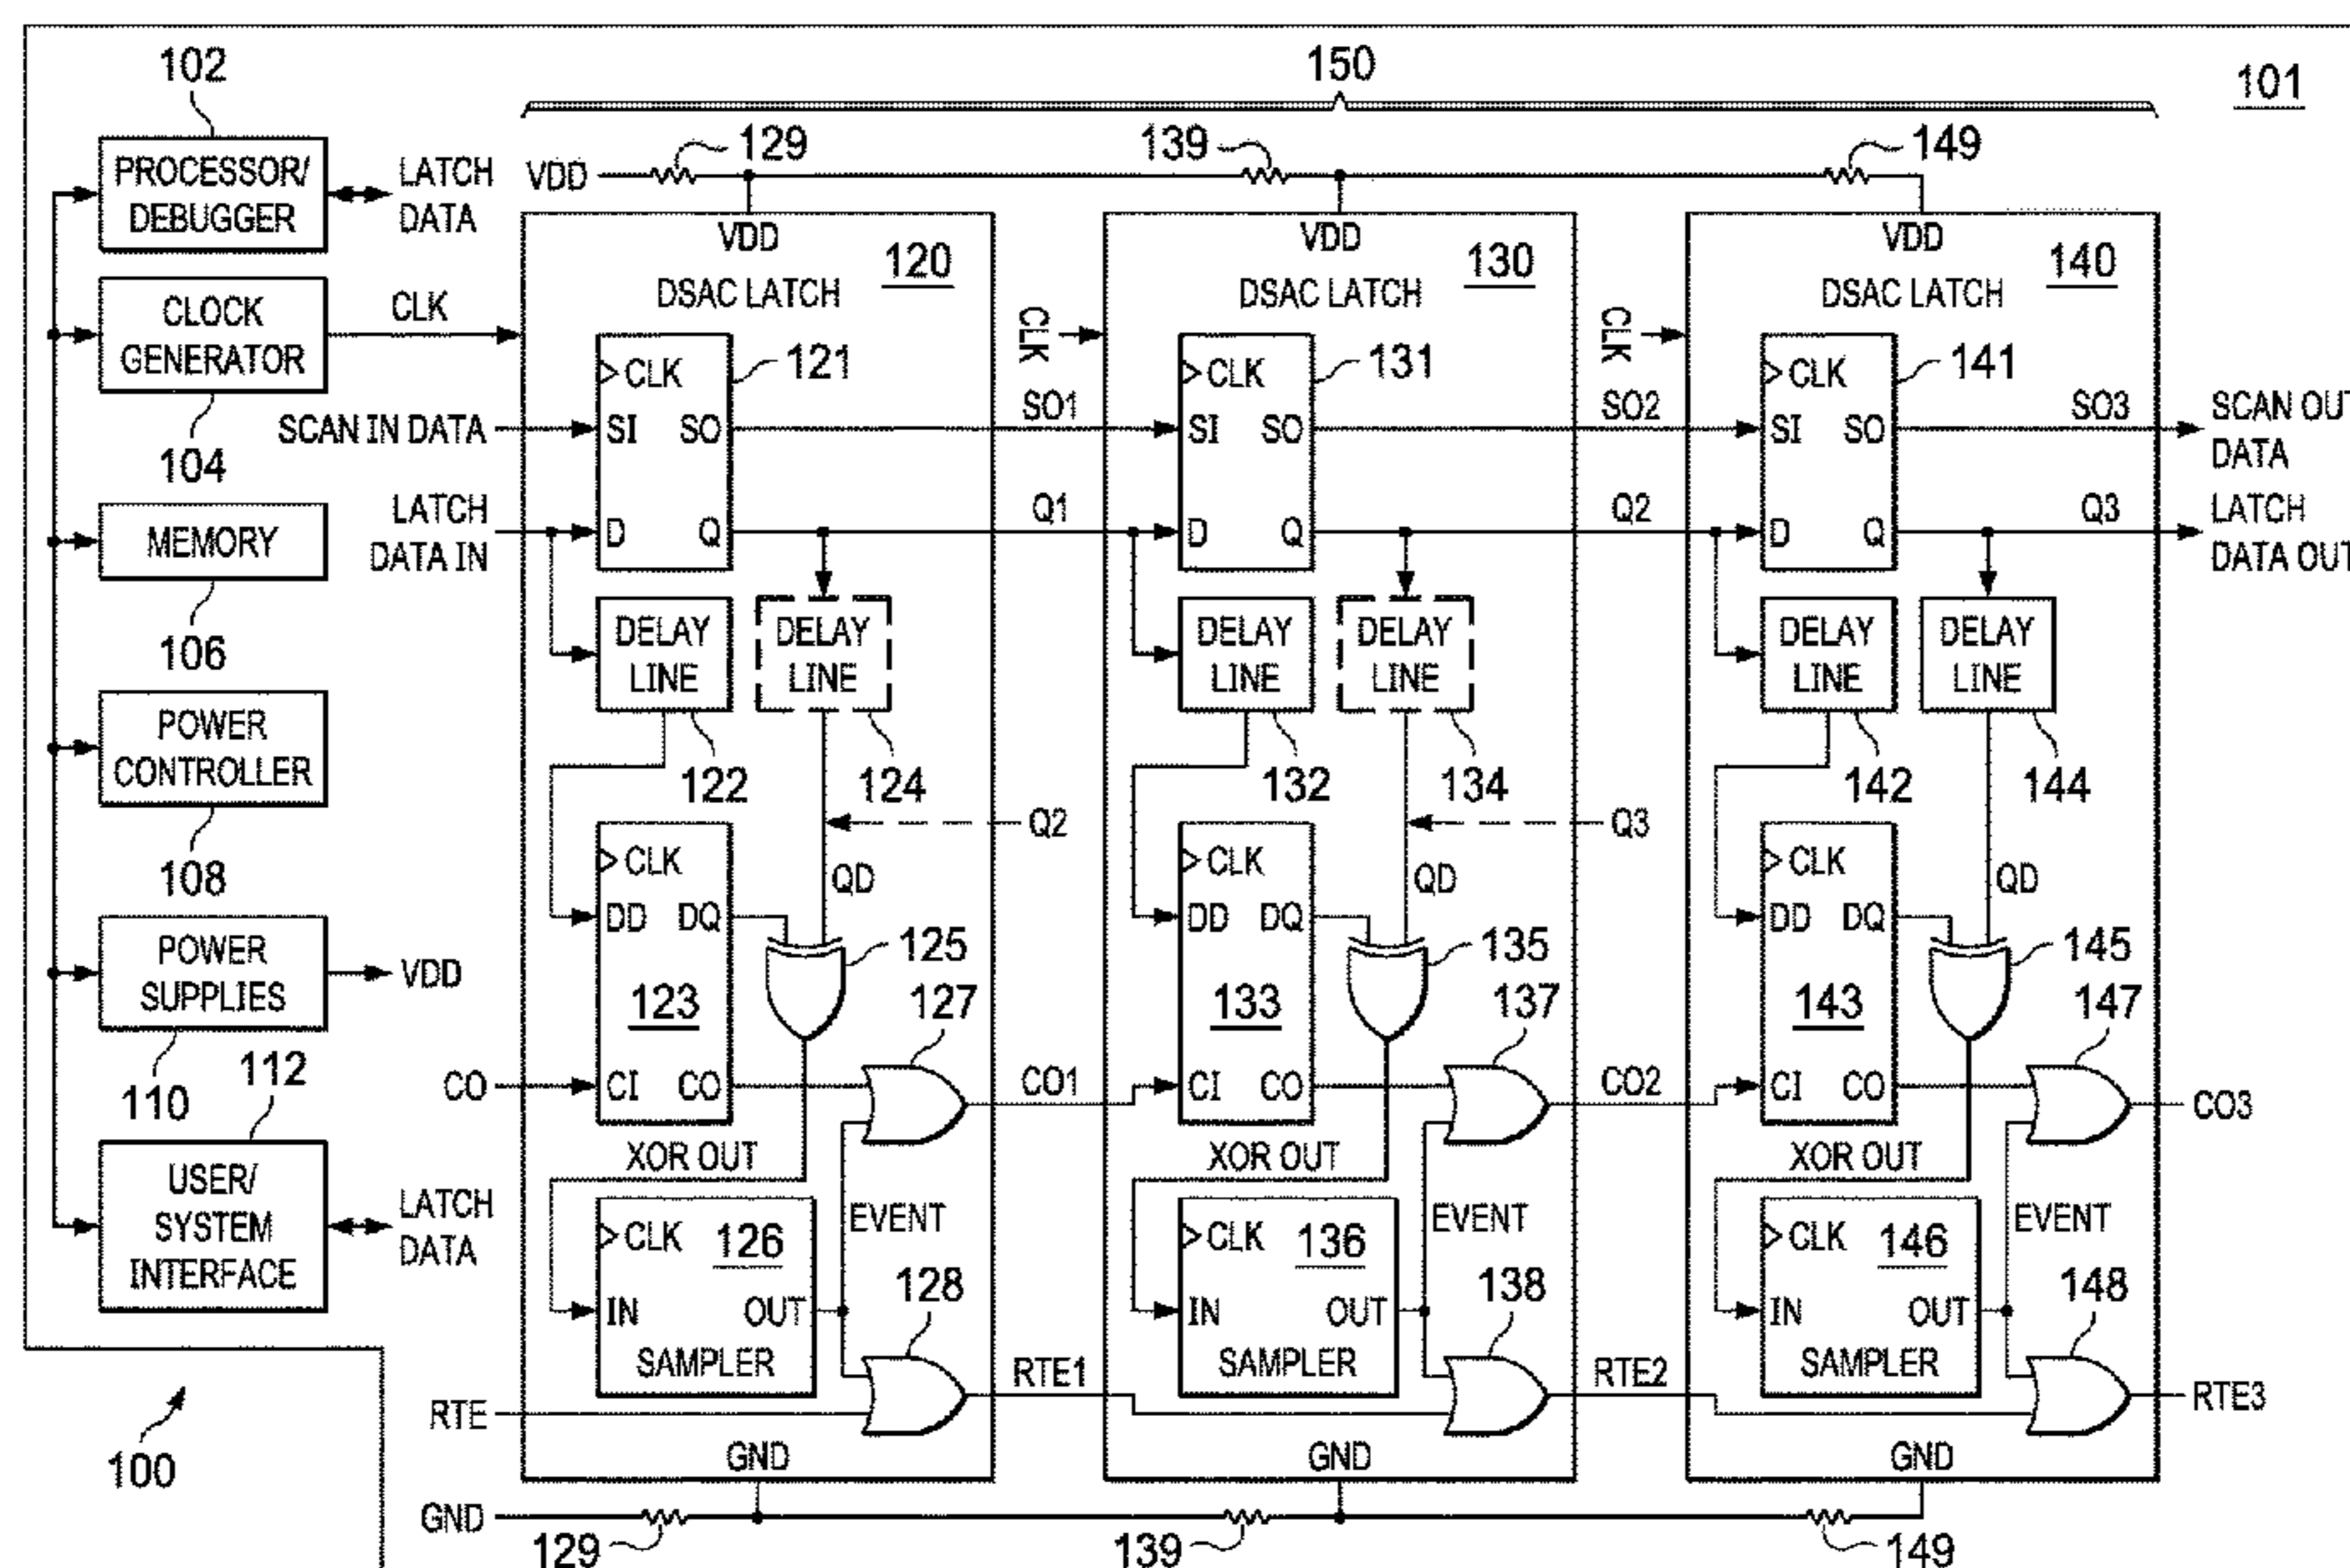 102
150
101
129
139
149
VDD
PROCESSOR/
DEBUGGER
LATCH
DATA
VDD
120
DSAC LATCH
VDD
130
DSAC LATCH
VDD
140
DSAC LATCH
CLOCK
GENERATOR
CLK
104
CLK
CLK
CLK
121
CLK
131
CLK
141
SCAN IN DATA
SI
SO
SO1
SI
SO
SO2
SI
SO
SO3
SCAN OUT
DATA
LATCH
DATA IN
D
Q
Q1
D
Q
Q2
D
Q
Q3
LATCH
DATA OUT
MEMORY
106
DELAY
LINE
122
DELAY
LINE
124
DELAY
LINE
132
DELAY
LINE
134
DELAY
LINE
142
DELAY
LINE
144
POWER
CONTROLLER
108
Q2
Q3
CLK
QD
CLK
QD
CLK
QD
DD
DQ
125
DD
DQ
135
DD
DQ
145
POWER
SUPPLIES
VDD
110
123
127
133
137
143
147
CO
CI
CO
CO1
CI
CO
CO2
CI
CO
CO3
112
USER/
SYSTEM
INTERFACE
LATCH
DATA
XOR OUT
XOR OUT
XOR OUT
CLK
126
EVENT
CLK
136
EVENT
CLK
146
EVENT
128
138
148
IN
OUT
SAMPLER
IN
OUT
SAMPLER
IN
OUT
SAMPLER
RTE
RTE1
RTE2
RTE3
100
GND
GND
GND
GND
129
139
149